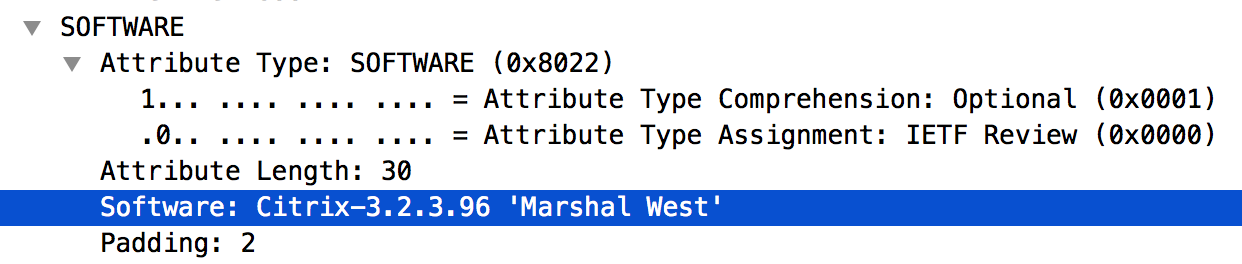 SOFTWARE
Attribute Type: SOFTWARE (0x8022)
1... .... .... .... = Attribute Type Comprehension: Optional (0x0001)
.0.. .... .... .... = Attribute Type Assignment: IETF Review (0x0000)
Attribute Length: 30
Software: Citrix-3.2.3.96 'Marshal West'
Padding: 2